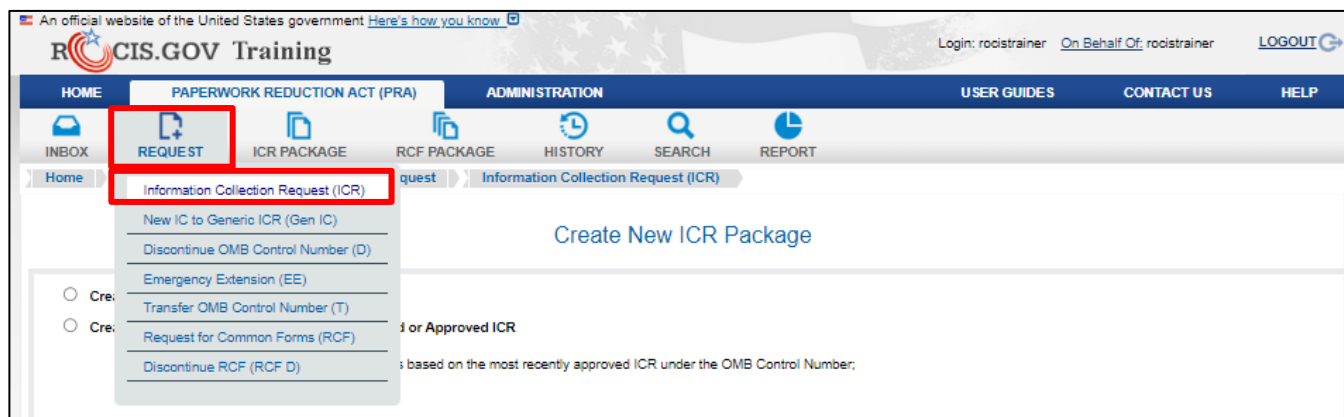 An official website of the United States government Here's how you know
ROCIS.GOV Training
Login: rocistrainer On Behalf Of: rocistrainer LOGOUT
HOME PAPERWORK REDUCTION ACT (PRA) ADMINISTRATION USER GUIDES CONTACT US HELP
INBOX REQUEST ICR PACKAGE RCF PACKAGE HISTORY SEARCH REPORT
Home quest Information Collection Request (ICR)
Information Collection Request (ICR)
New IC to Generic ICR (Gen IC)
Discontinue OMB Control Number (D)
Emergency Extension (EE)
Transfer OMB Control Number (T)
Request for Common Forms (RCF)
Discontinue RCF (RCF D)
Create New ICR Package
Crea
Crea d or Approved ICR
s based on the most recently approved ICR under the OMB Control Number;